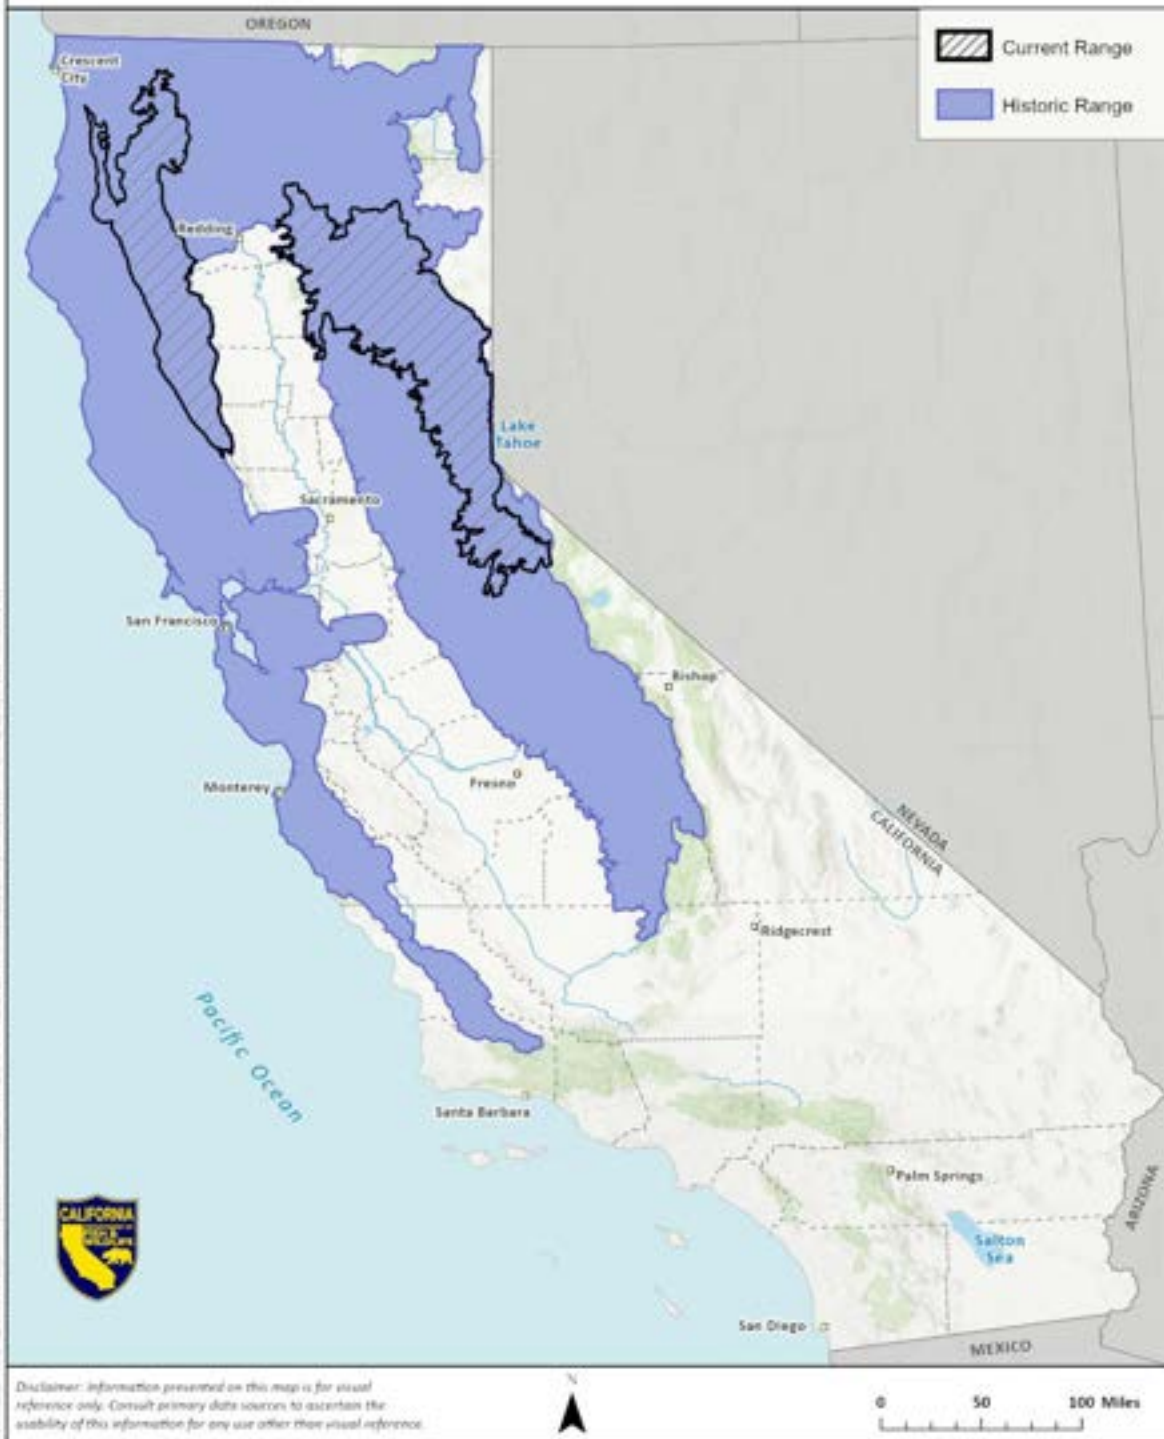 OREGON
Current Range
Historic Range
Crescent
City
Redding
Lake
Tahoe
Sacramento
San Francisco
Bishop
Monterey
Fresno
NEVADA
CALIFORNIA
Ridgecrest
Pacific Ocean
Santa Barbara
Palm Springs
ARIZONA
CALIFORNIA
FISH &
WILDLIFE
Salton
Sea
San Diego
MEXICO
Disclaimer: Information presented on this map is for visual
reference only. Consult primary data sources to ascertain the
usability of this information for any use other than visual reference.
N
0 50 100 Miles